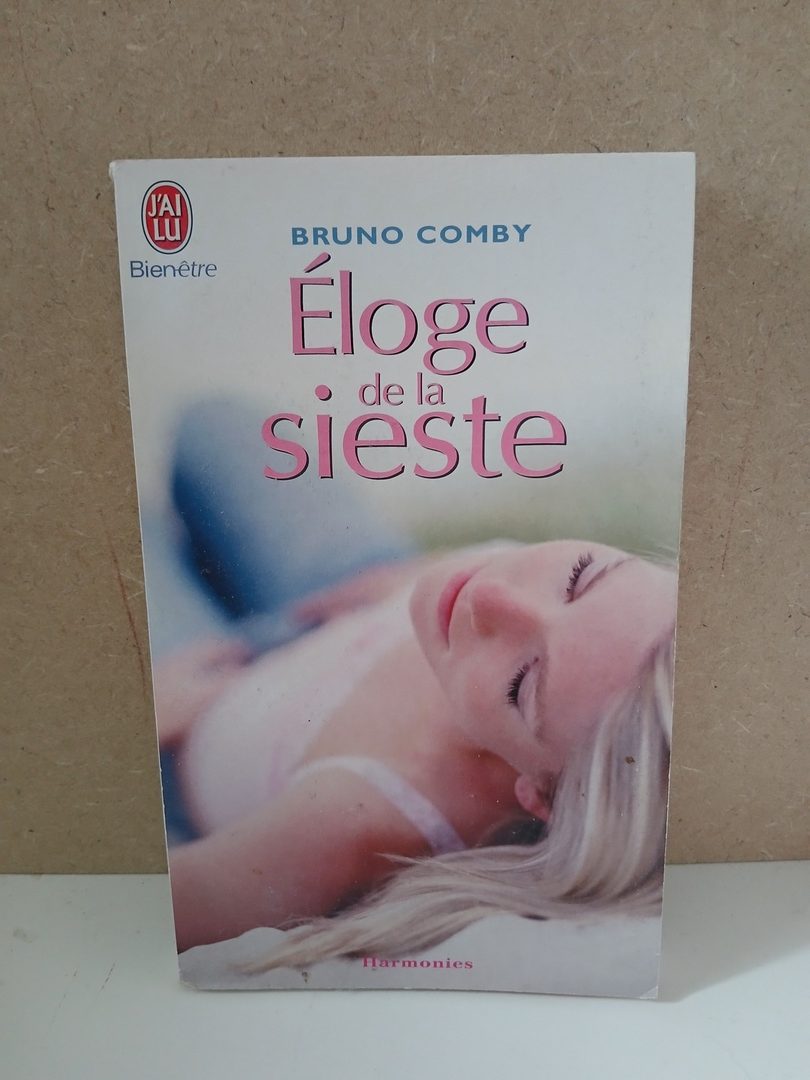 J'AI
LU
Bien-être
BRUNO COMBY
Éloge
de la
sieste
Harmonies